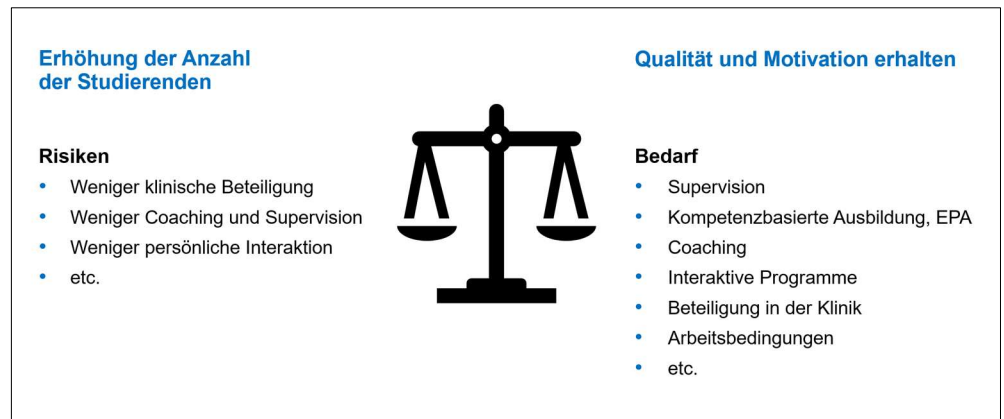 Erhöhung der Anzahl
der Studierenden
Risiken
• Weniger klinische Beteiligung
• Weniger Coaching und Supervision
• Weniger persönliche Interaktion
• etc.
Qualität und Motivation erhalten
Bedarf
• Supervision
• Kompetenzbasierte Ausbildung, EPA
• Coaching
• Interaktive Programme
• Beteiligung in der Klinik
• Arbeitsbedingungen
• etc.